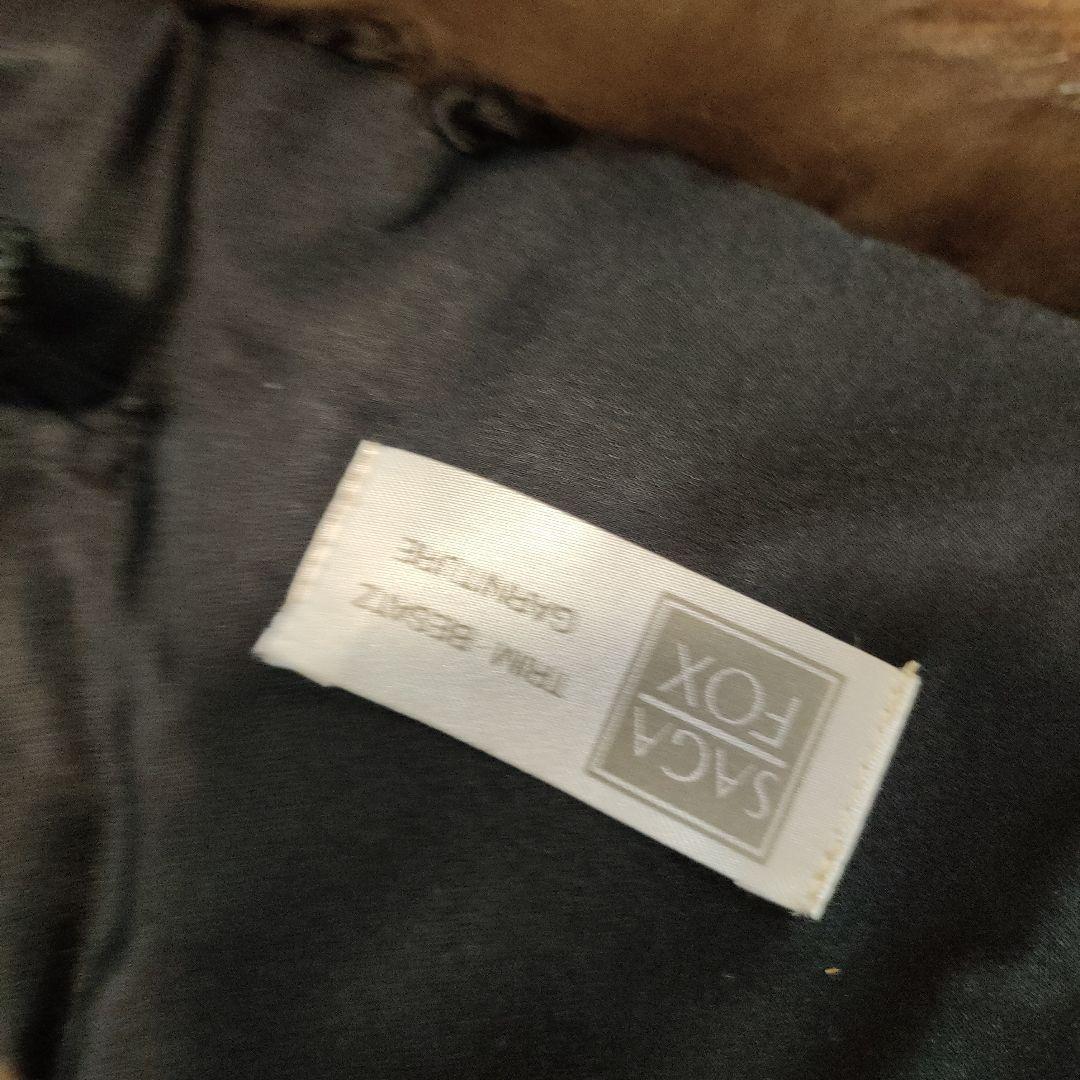 SAGA
FOX
TRIM - BESATZ
GARNITURE